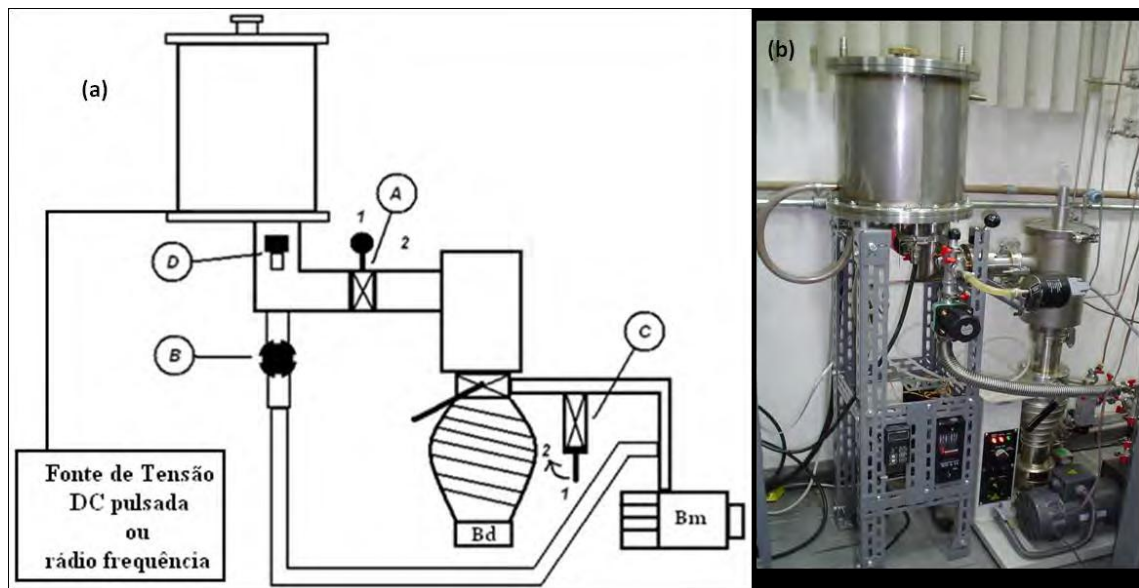 (a)
1
A
2
D
B
C
2
1
Fonte de Tensão
DC pulsada
ou
rádio frequência
Bd
Bm
(b)